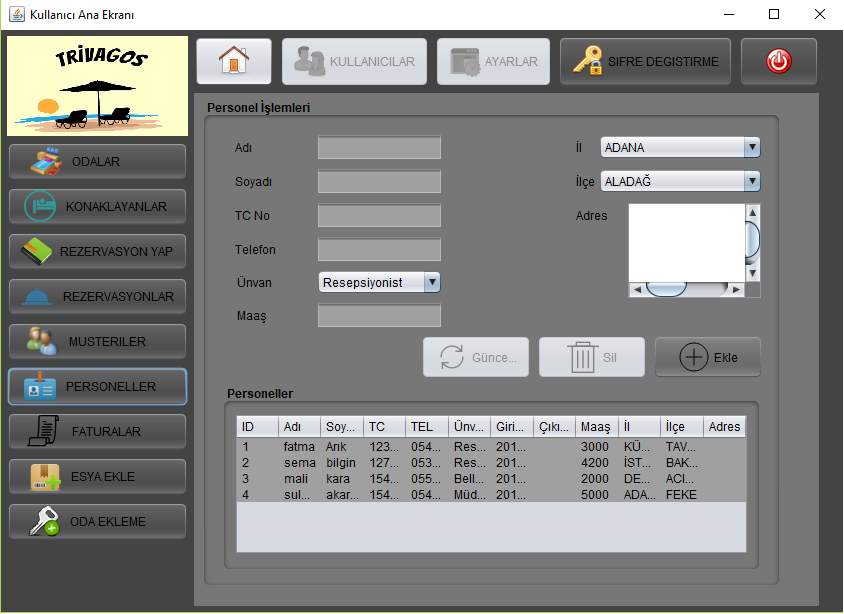 Kullanıcı Ana Ekranı
TRİVAGOS
KULLANICILAR
AYARLAR
SIFRE DEGISTIRME
ODALAR
KONAKLAYANLAR
REZERVASYON YAP
REZERVASYONLAR
MUSTERILER
PERSONELLER
FATURALAR
ESYA EKLE
ODA EKLEME
Personel İşlemleri
Adı
İl ADANA
Soyadı
İlçe ALADAĞ
TC No
Adres
Telefon
Ünvan Resepsiyonist
Maaş
Günce... Sil Ekle
Personeller
ID Adı Soy... TC TEL Ünv... Giri... Çıkı... Maaş İl İlçe Adres
1 fatma Arık 123... 054... Res... 201... 3000 KÜ... TAV...
2 sema bilgin 127... 053... Res... 201... 4200 İST... BAK...
3 mali kara 154... 055... Bell... 201... 2000 DE... ACI...
4 sul... akar... 154... 054... Müd... 201... 5000 ADA... FEKE